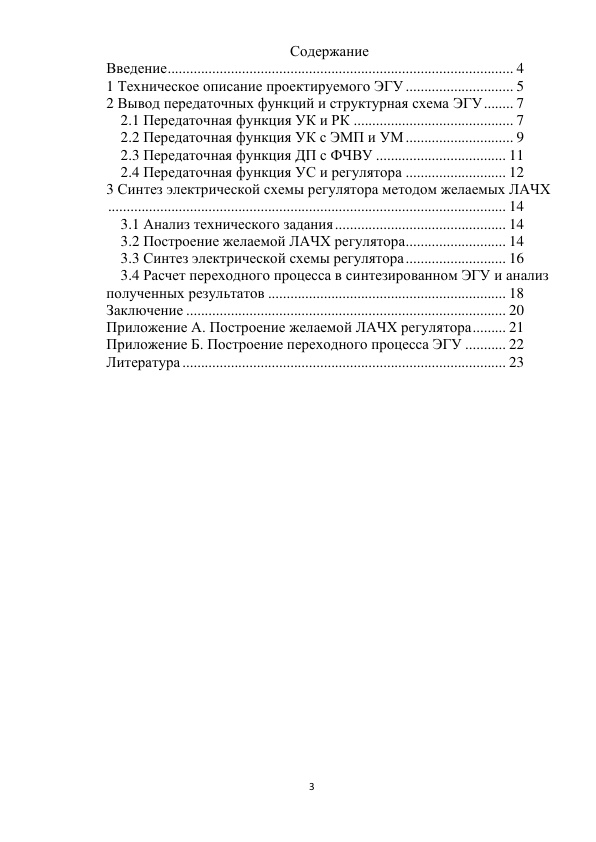 Содержание
Введение............................................................................................ 4
1 Техническое описание проектируемого ЭГУ ............................. 5
2 Вывод передаточных функций и структурная схема ЭГУ........ 7
2.1 Передаточная функция УК и РК ........................................... 7
2.2 Передаточная функция УК с ЭМП и УМ............................. 9
2.3 Передаточная функция ДП с ФЧВУ ................................... 11
2.4 Передаточная функция УС и регулятора ........................... 12
3 Синтез электрической схемы регулятора методом желаемых ЛАЧХ
.......................................................................................................... 14
3.1 Анализ технического задания.............................................. 14
3.2 Построение желаемой ЛАЧХ регулятора........................... 14
3.3 Синтез электрической схемы регулятора........................... 16
3.4 Расчет переходного процесса в синтезированном ЭГУ и анализ
полученных результатов ................................................................ 18
Заключение ...................................................................................... 20
Приложение А. Построение желаемой ЛАЧХ регулятора......... 21
Приложение Б. Построение переходного процесса ЭГУ ........... 22
Литература....................................................................................... 23
3